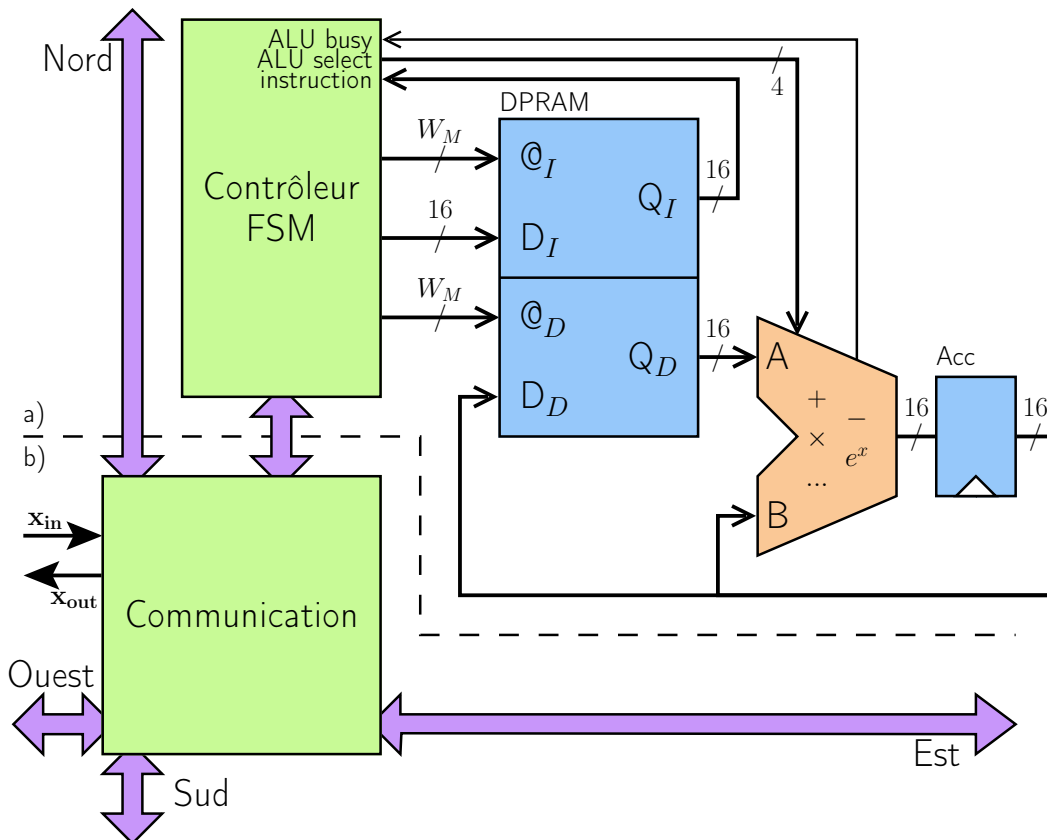 Nord
ALU busy
ALU select
instruction
4
DPRAM
Contrôleur
FSM
W_M
16
W_M
@_I
D_I
Q_I
16
@_D
D_D
Q_D
16
A
B
+
−
×
e^x
...
16
Acc
16
a)
b)
x_in
x_out
Communication
Ouest
Est
Sud